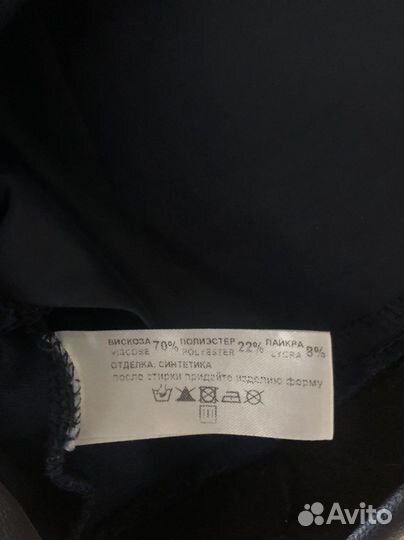 ВИСКОЗА 70% ПОЛИЭСТЕР 22% ЛАЙКРА 8%
VISCOSE POLYESTER LYCRA
ОТДЕЛКА: СИНТЕТИКА
после стирки придайте изделию форму
Avito